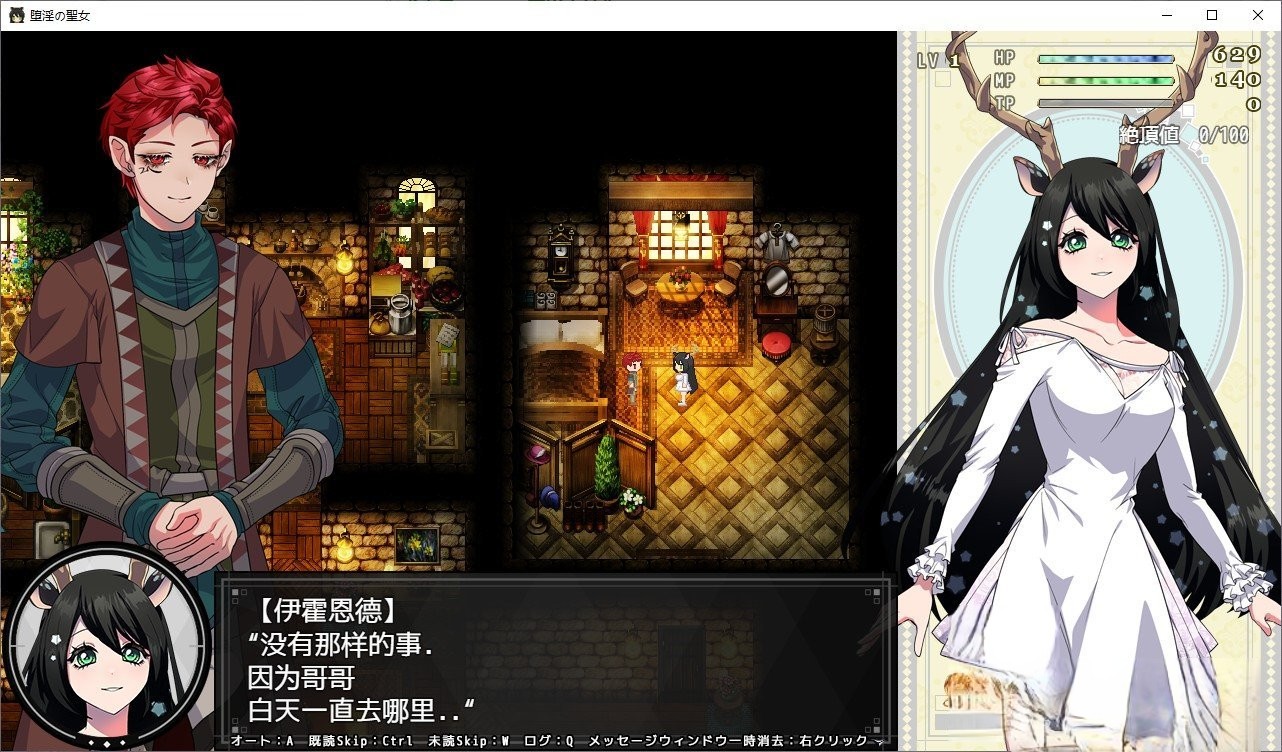 堕淫の聖女
LV 1
HP 629
MP 140
TP 0
絶頂値 0/100
【伊霍恩德】
“没有那样的事.
因为哥哥
白天一直去哪里..“
オート:A 既読Skip:Ctrl 未読Skip:W ログ:Q メッセージウィンドウ一時消去:右クリック